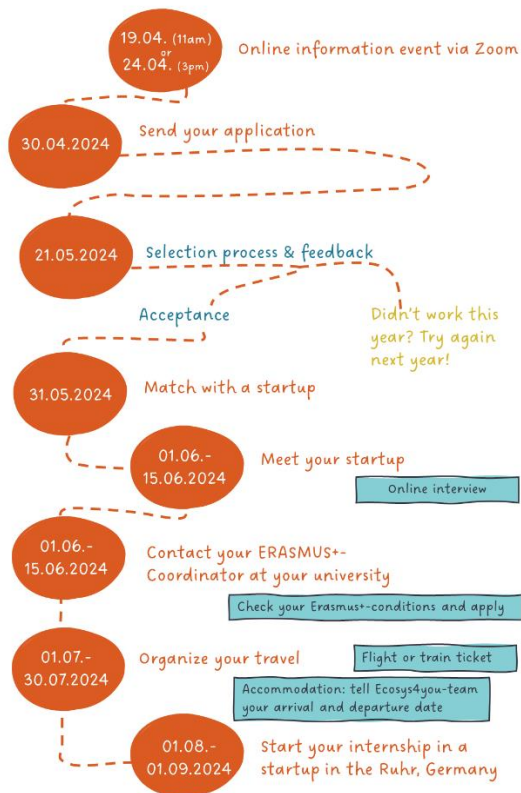 19.04. (11am)
or
24.04. (3pm)
Online information event via Zoom
30.04.2024
Send your application
21.05.2024
Selection process & feedback
Acceptance
Didn't work this
year? Try again
next year!
31.05.2024
Match with a startup
01.06.-
15.06.2024
Meet your startup
Online interview
01.06.-
15.06.2024
Contact your ERASMUS+-
Coordinator at your university
Check your Erasmus+-conditions and apply
01.07.-
30.07.2024
Organize your travel
Flight or train ticket
Accommodation: tell Ecosys4you-team
your arrival and departure date
01.08.-
01.09.2024
Start your internship in a
startup in the Ruhr, Germany